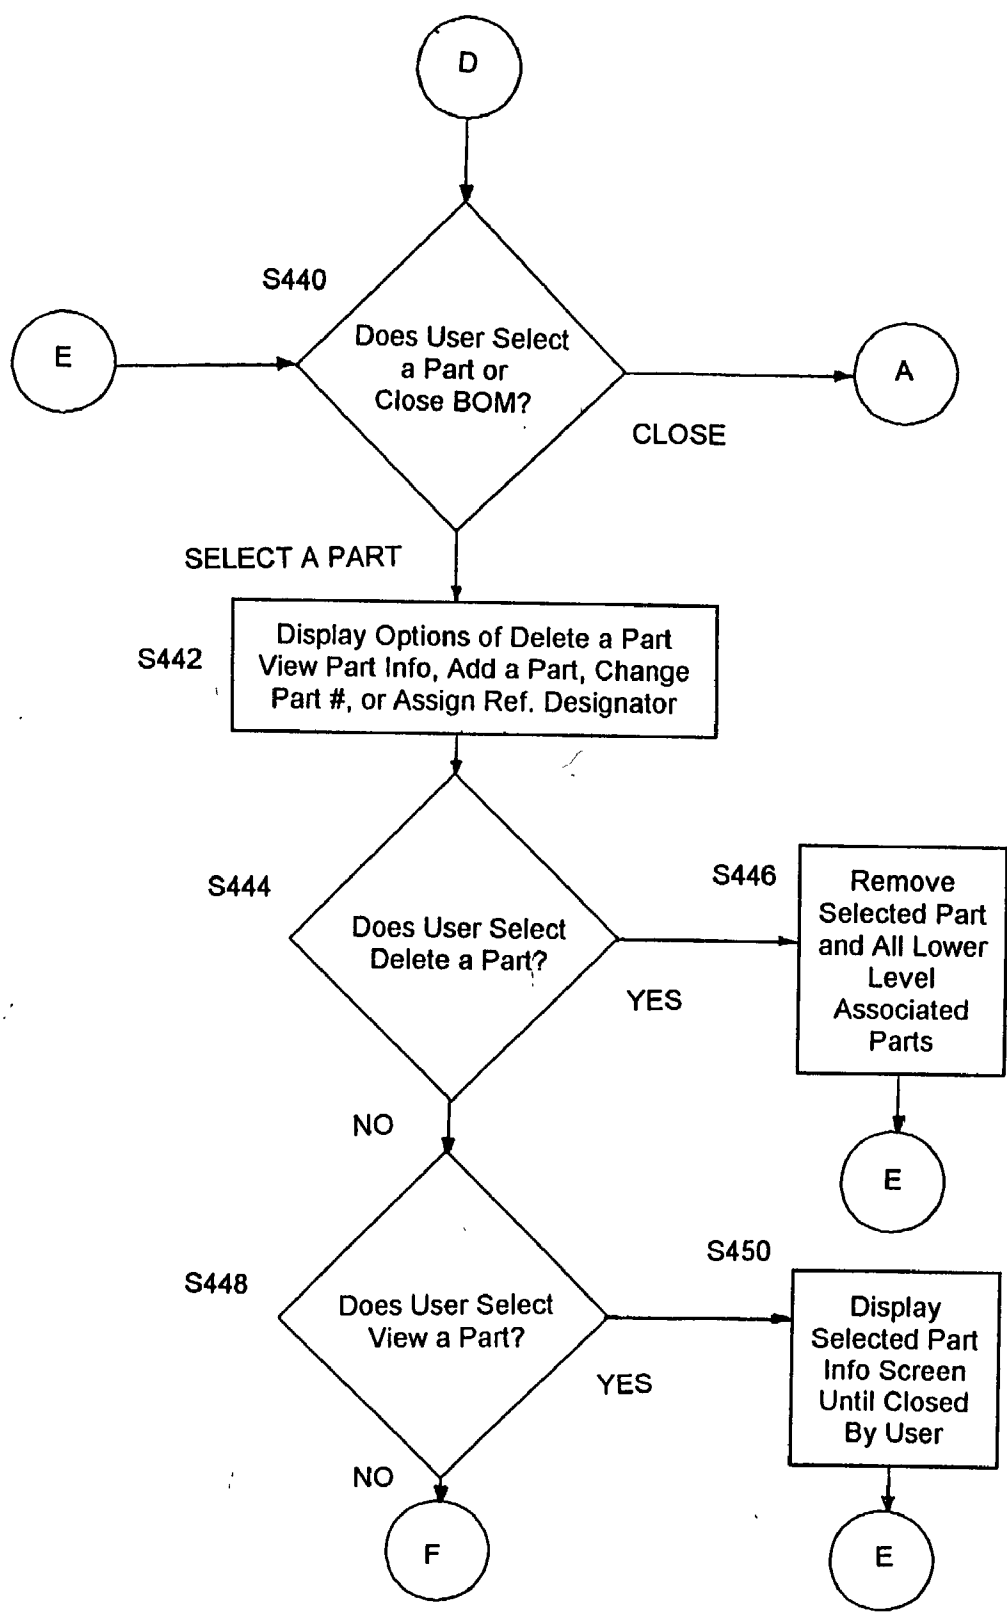 D
S440
E
Does User Select
a Part or
Close BOM?
A
CLOSE
SELECT A PART
S442
Display Options of Delete a Part
View Part Info, Add a Part, Change
Part #, or Assign Ref. Designator
S444
Does User Select
Delete a Part?
YES
S446
Remove
Selected Part
and All Lower
Level
Associated
Parts
NO
E
S448
Does User Select
View a Part?
YES
S450
Display
Selected Part
Info Screen
Until Closed
By User
NO
F
E